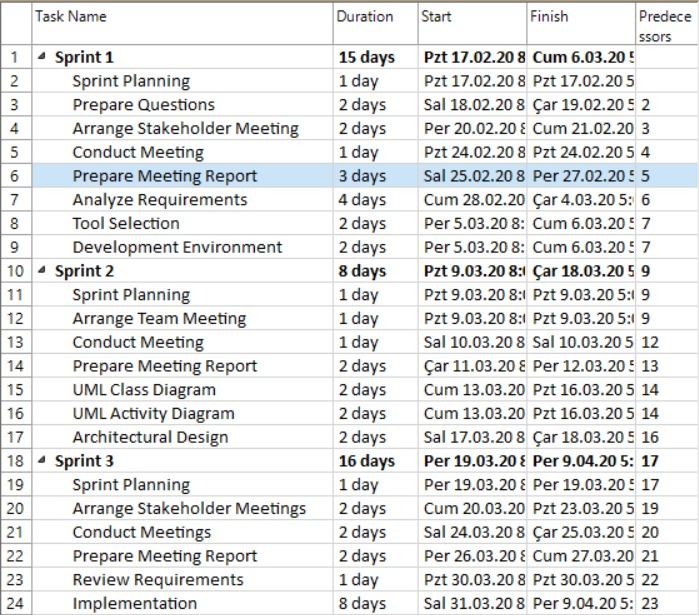 Task Name Duration Start Finish Predece
ssors
1 Sprint 1 15 days Pzt 17.02.20 8 Cum 6.03.20 5
2 Sprint Planning 1 day Pzt 17.02.20 8 Pzt 17.02.20 5
3 Prepare Questions 2 days Sal 18.02.20 8 Çar 19.02.20 5 2
4 Arrange Stakeholder Meeting 2 days Per 20.02.20 8 Cum 21.02.20 3
5 Conduct Meeting 1 day Pzt 24.02.20 8 Pzt 24.02.20 5 4
6 Prepare Meeting Report 3 days Sal 25.02.20 8 Per 27.02.20 5 5
7 Analyze Requirements 4 days Cum 28.02.20 Çar 4.03.20 5:( 6
8 Tool Selection 2 days Per 5.03.20 8: Cum 6.03.20 5 7
9 Development Environment 2 days Per 5.03.20 8: Cum 6.03.20 5 7
10 Sprint 2 8 days Pzt 9.03.20 8:( Çar 18.03.20 5 9
11 Sprint Planning 1 day Pzt 9.03.20 8:( Pzt 9.03.20 5:( 9
12 Arrange Team Meeting 1 day Pzt 9.03.20 8:( Pzt 9.03.20 5:( 9
13 Conduct Meeting 1 day Sal 10.03.20 8 Sal 10.03.20 5 12
14 Prepare Meeting Report 2 days Çar 11.03.20 8 Per 12.03.20 5 13
15 UML Class Diagram 2 days Cum 13.03.20 Pzt 16.03.20 5 14
16 UML Activity Diagram 2 days Cum 13.03.20 Pzt 16.03.20 5 14
17 Architectural Design 2 days Sal 17.03.20 8 Çar 18.03.20 5 16
18 Sprint 3 16 days Per 19.03.20 8 Per 9.04.20 5: 17
19 Sprint Planning 1 day Per 19.03.20 8 Per 19.03.20 5 17
20 Arrange Stakeholder Meetings 2 days Cum 20.03.20 Pzt 23.03.20 5 19
21 Conduct Meetings 2 days Sal 24.03.20 8 Çar 25.03.20 5 20
22 Prepare Meeting Report 2 days Per 26.03.20 8 Cum 27.03.20 21
23 Review Requirements 1 day Pzt 30.03.20 8 Pzt 30.03.20 5 22
24 Implementation 8 days Sal 31.03.20 8 Per 9.04.20 5: 23